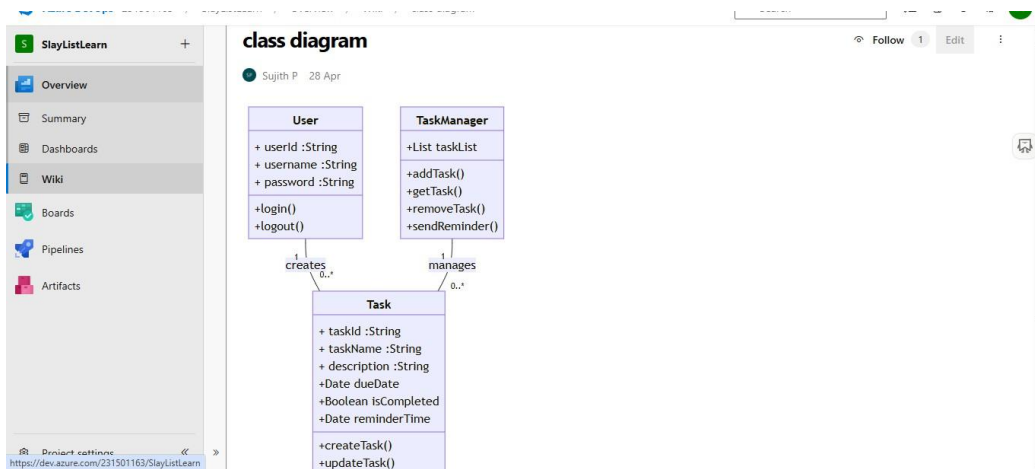 S SlayListLearn +
Overview
Summary
Dashboards
Wiki
Boards
Pipelines
Artifacts
Project settings
https://dev.azure.com/231501163/SlayListLearn
class diagram
Follow 1 Edit
Sujith P 28 Apr
User
+ userId :String
+ username :String
+ password :String
+login()
+logout()
TaskManager
+List taskList
+addTask()
+getTask()
+removeTask()
+sendReminder()
1
creates
0..*
1
manages
0..*
Task
+ taskId :String
+ taskName :String
+ description :String
+Date dueDate
+Boolean isCompleted
+Date reminderTime
+createTask()
+updateTask()